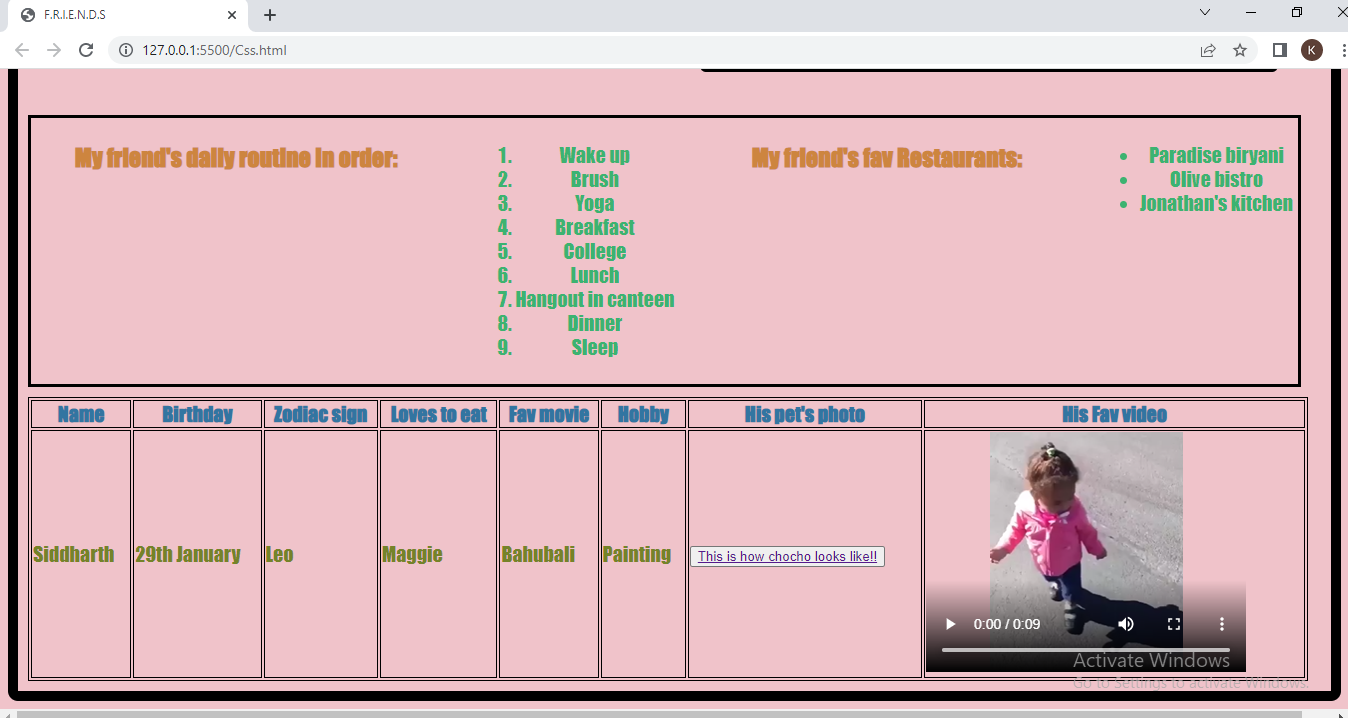 F.R.I.E.N.D.S
127.0.0.1:5500/Css.html
K
My friend's daily routine in order:
1. Wake up
2. Brush
3. Yoga
4. Breakfast
5. College
6. Lunch
7. Hangout in canteen
8. Dinner
9. Sleep
My friend's fav Restaurants:
• Paradise biryani
• Olive bistro
• Jonathan's kitchen
Name Birthday Zodiac sign Loves to eat Fav movie Hobby His pet's photo His Fav video
Siddharth 29th January Leo Maggie Bahubali Painting This is how chocho looks like!!
0:00 / 0:09
Activate Windows
Go to Settings to activate Windows.